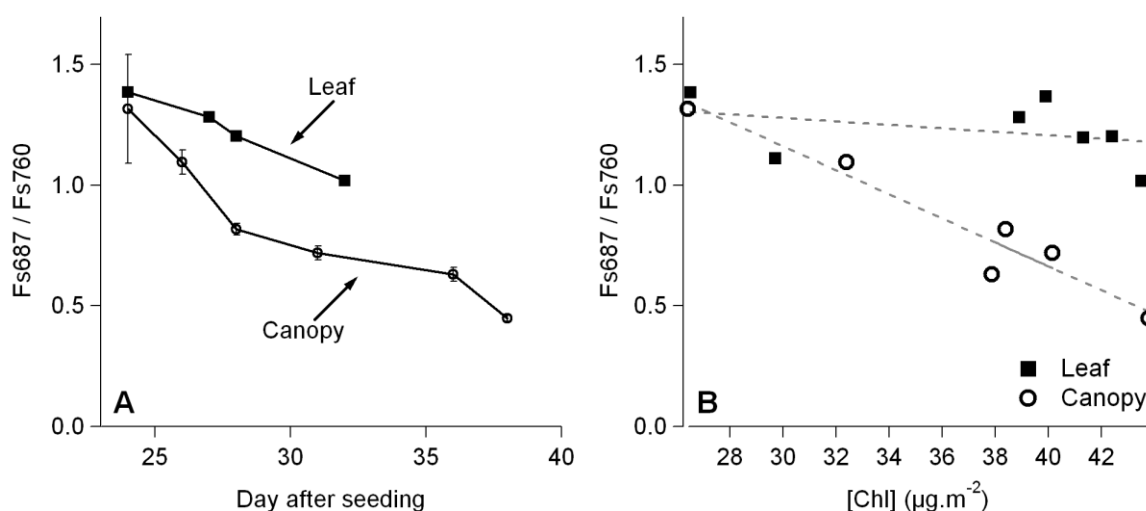 1.5
1.0
0.5
0.0
Fs687 / Fs760
Leaf
Canopy
A
25
30
35
40
Day after seeding
1.5
1.0
0.5
0.0
Fs687 / Fs760
Leaf
Canopy
B
28
30
32
34
36
38
40
42
[Chl] (µg.m⁻²)